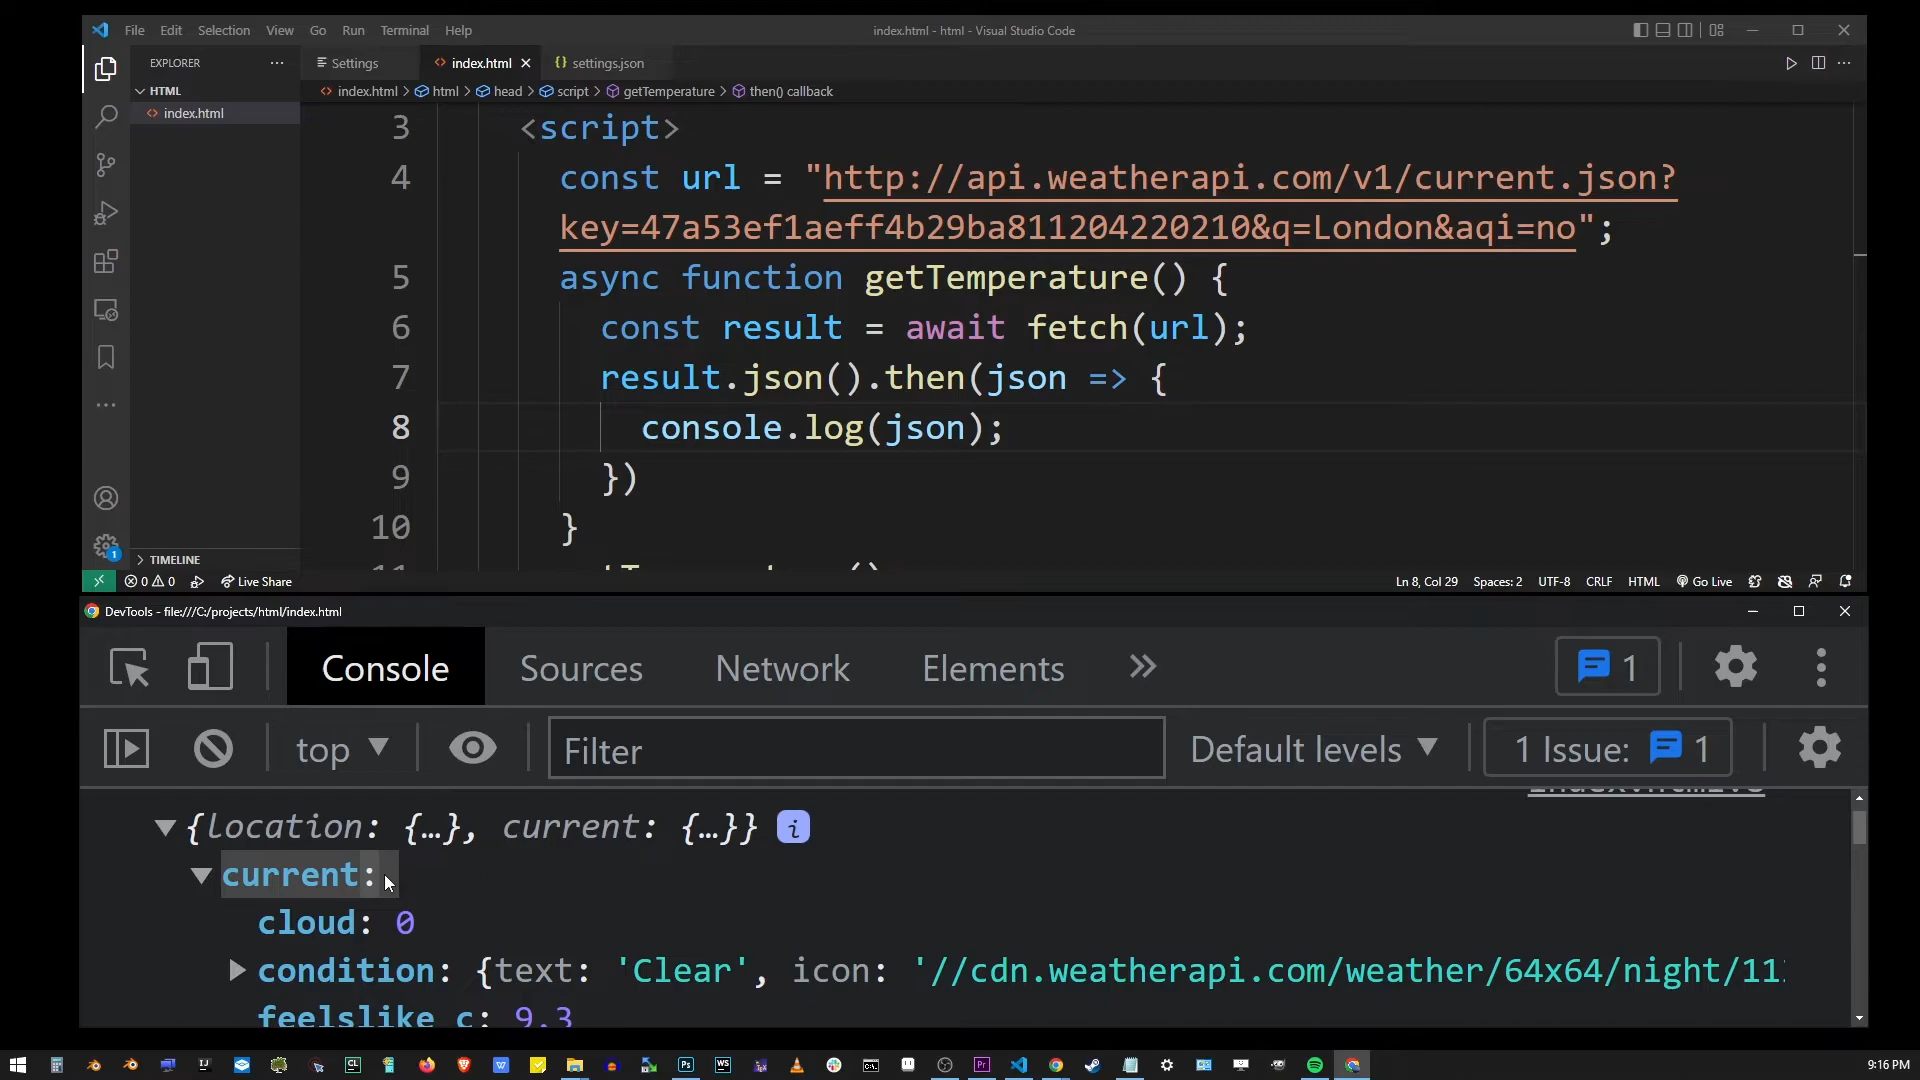 File Edit Selection View Go Run Terminal Help
index.html - html - Visual Studio Code
EXPLORER
Settings
index.html
settings.json
HTML
index.html
index.html > html > head > script > getTemperature > then() callback
3 <script>
4 const url = "http://api.weatherapi.com/v1/current.json?
key=47a53ef1aeff4b29ba811204220210&q=London&aqi=no";
5 async function getTemperature() {
6 const result = await fetch(url);
7 result.json().then(json => {
8 console.log(json);
9 })
10 }
TIMELINE
0 0 Live Share
Ln 8, Col 29 Spaces: 2 UTF-8 CRLF HTML Go Live
DevTools - file:///C:/projects/html/index.html
Console Sources Network Elements 1
top Filter Default levels 1 Issue: 1
{location: {…}, current: {…}}
current:
cloud: 0
condition: {text: 'Clear', icon: '//cdn.weatherapi.com/weather/64x64/night/11
feelslike_c: 9.3
9:16 PM